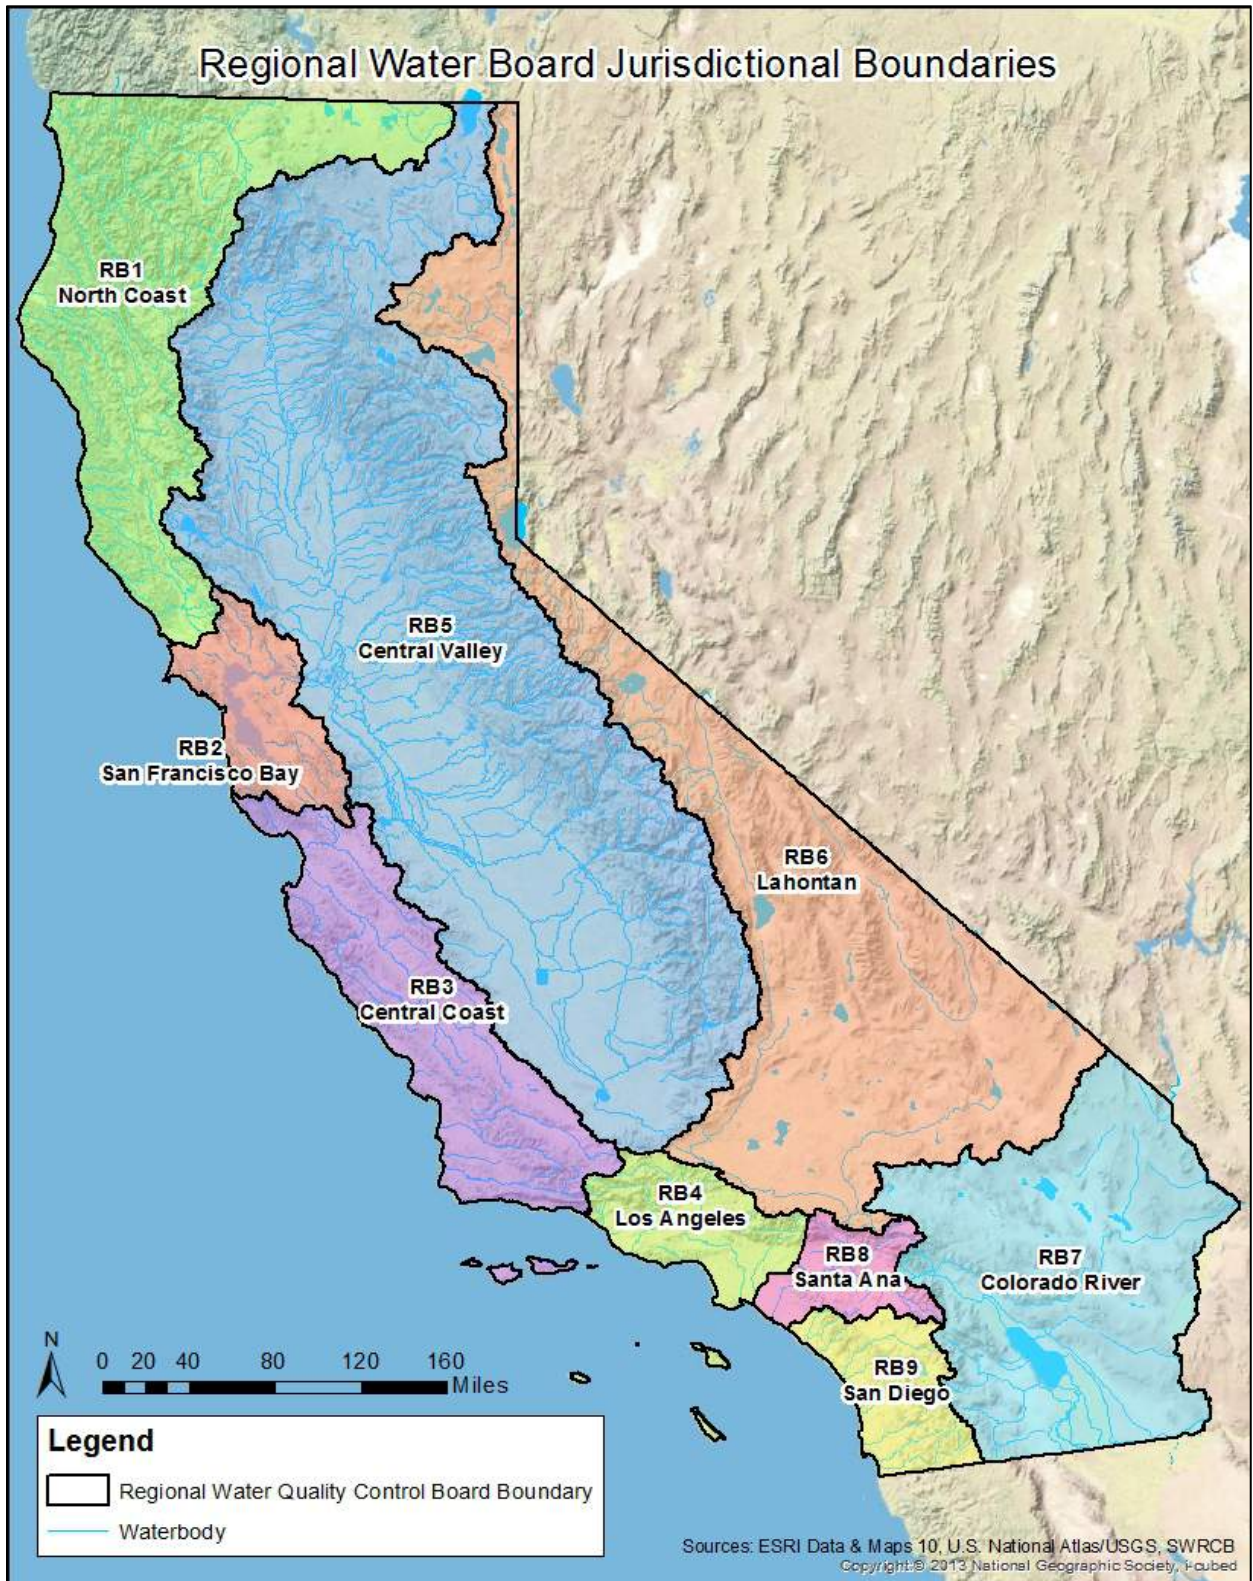 Regional Water Board Jurisdictional Boundaries
RB1
North Coast
RB5
Central Valley
RB2
San Francisco Bay
RB6
Lahontan
RB3
Central Coast
RB4
Los Angeles
RB8
Santa Ana
RB7
Colorado River
RB9
San Diego
N
0 20 40 80 120 160
Miles
Legend
Regional Water Quality Control Board Boundary
Waterbody
Sources: ESRI Data & Maps 10, U.S. National Atlas/USGS, SWRCB
Copyright:© 2013 National Geographic Society, i-cubed